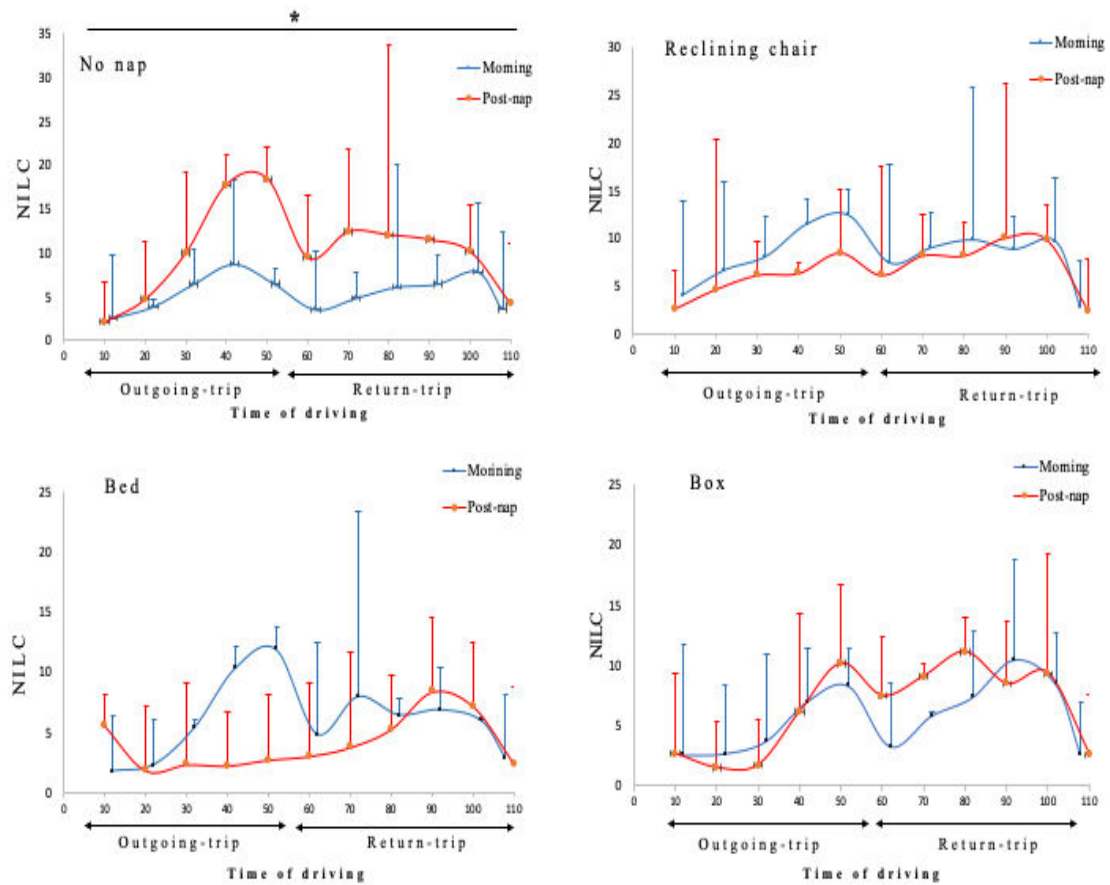 *
No nap
Morning
Post-nap
NILC
35
30
25
20
15
10
5
0
0 10 20 30 40 50 60 70 80 90 100 110
Outgoing-trip Return-trip
Time of driving
Reclining chair
Morning
Post-nap
NILC
30
25
20
15
10
5
0
0 10 20 30 40 50 60 70 80 90 100 110
Outgoing-trip Return-trip
Time of driving
Bed
Morining
Post-nap
NILC
25
20
15
10
5
0
0 10 20 30 40 50 60 70 80 90 100 110
Outgoing-trip Return-trip
Time of driving
Box
Morning
Post-nap
NILC
25
20
15
10
5
0
0 10 20 30 40 50 60 70 80 90 100 110
Outgoing-trip Return-trip
Time of driving